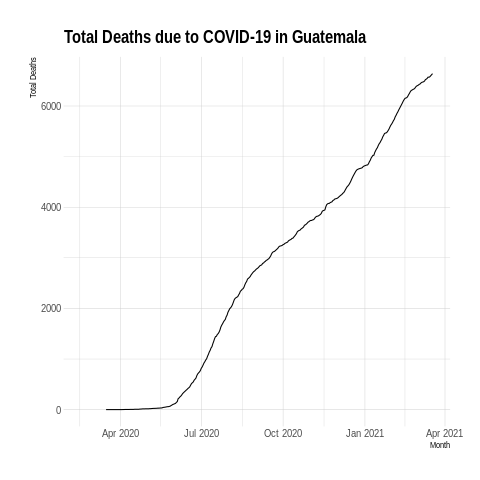 Total Deaths due to COVID-19 in Guatemala
Total Deaths
6000
4000
2000
0
Apr 2020 Jul 2020 Oct 2020 Jan 2021 Apr 2021
Month